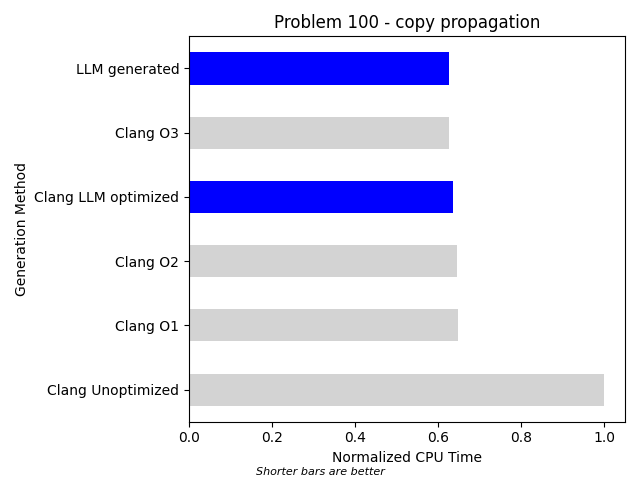 Problem 100 - copy propagation
LLM generated
Clang O3
Clang LLM optimized
Clang O2
Clang O1
Clang Unoptimized
Generation Method
0.0 0.2 0.4 0.6 0.8 1.0
Normalized CPU Time
Shorter bars are better